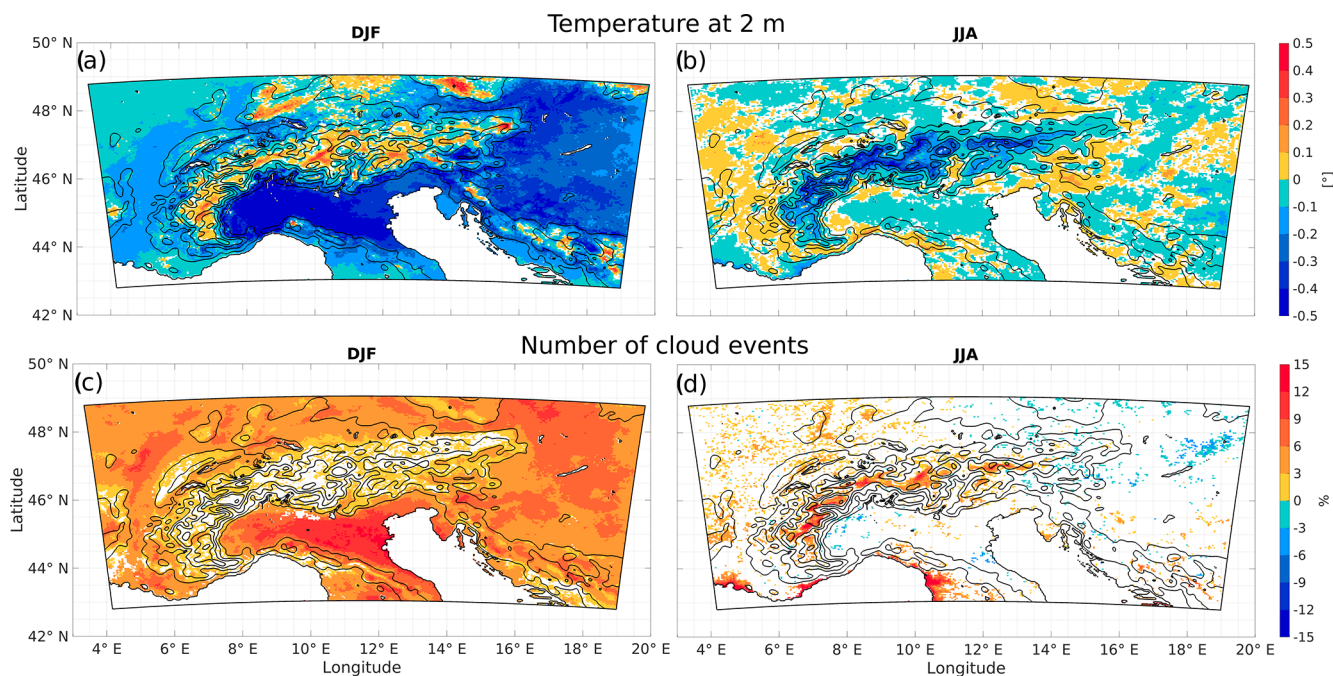 Temperature at 2 m
DJF
JJA
(a)
(b)
50° N
48° N
46° N
44° N
42° N
Latitude
0.5
0.4
0.3
0.2
0.1
0
-0.1
-0.2
-0.3
-0.4
-0.5
[°]
Number of cloud events
DJF
JJA
(c)
(d)
50° N
48° N
46° N
44° N
42° N
Latitude
4° E 6° E 8° E 10° E 12° E 14° E 16° E 18° E 20° E
Longitude
4° E 6° E 8° E 10° E 12° E 14° E 16° E 18° E 20° E
Longitude
15
12
9
6
3
0
-3
-6
-9
-12
-15
%